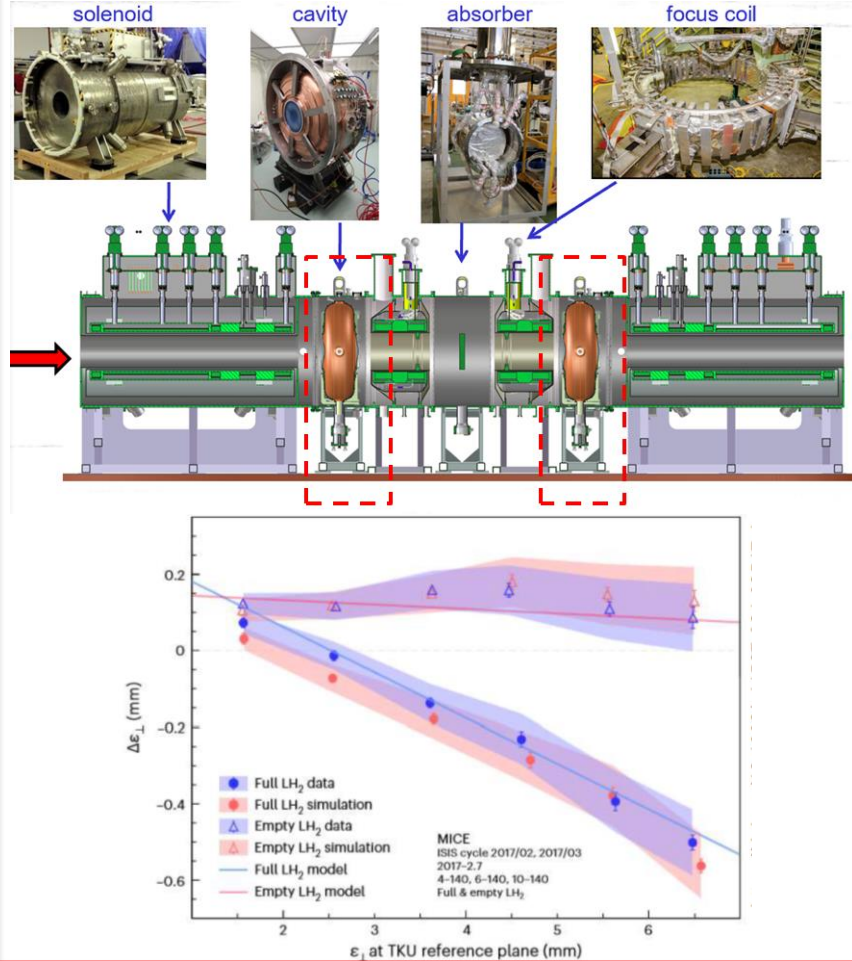 solenoid cavity absorber focus coil
0.2
0
−0.2
−0.4
−0.6
Δε⊥ (mm)
Full LH₂ data
Full LH₂ simulation
Empty LH₂ data
Empty LH₂ simulation
Full LH₂ model
Empty LH₂ model
MICE
ISIS cycle 2017/02, 2017/03
2017–2.7
4–140, 6–140, 10–140
Full & empty LH₂
2 3 4 5 6
ε⊥ at TKU reference plane (mm)